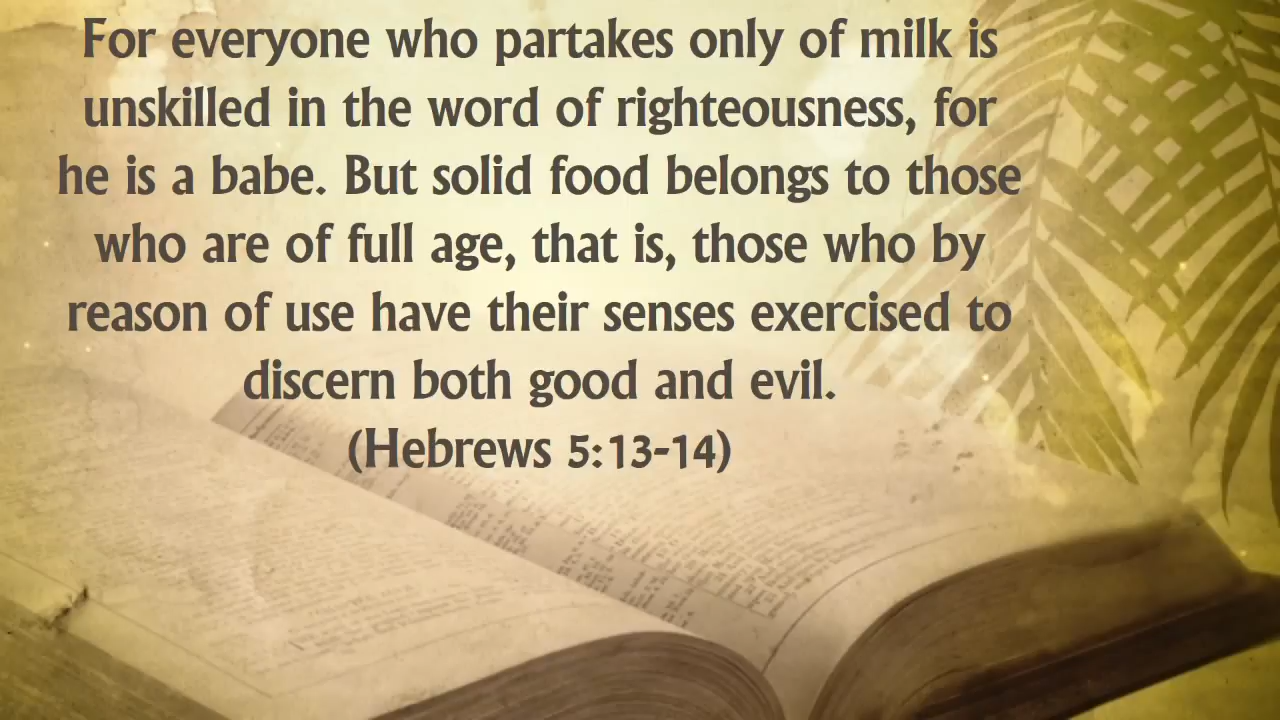 For everyone who partakes only of milk is
unskilled in the word of righteousness, for
he is a babe. But solid food belongs to those
who are of full age, that is, those who by
reason of use have their senses exercised to
discern both good and evil.
(Hebrews 5:13-14)